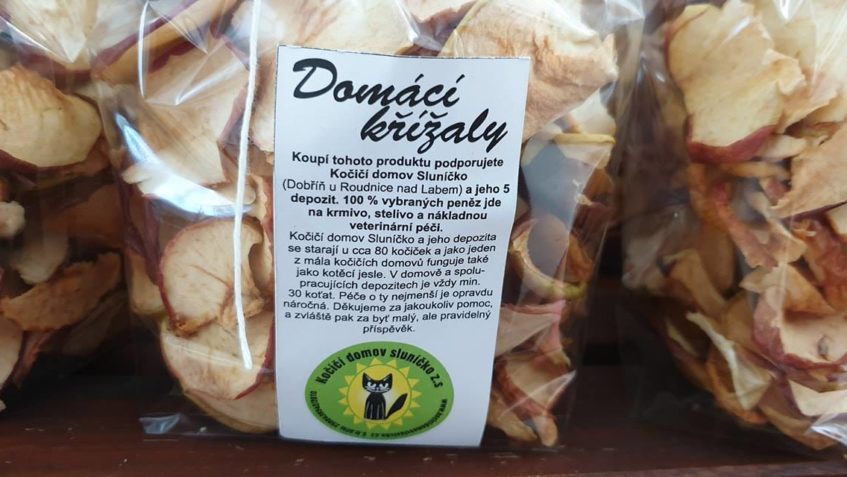 Domácí
křížaly
Koupí tohoto produktu podporujete
Kočičí domov Sluníčko
(Dobříň u Roudnice nad Labem) a jeho 5
depozit. 100 % vybraných peněz jde
na krmivo, stelivo a nákladnou
veterinární péči.
Kočičí domov Sluníčko a jeho depozita
se starají u cca 80 kočiček a jako jeden
z mála kočičích domovů funguje také
jako kotěcí jesle. V domově a spolu-
pracujících depozitech je vždy min.
30 koťat. Péče o ty nejmenší je opravdu
náročná. Děkujeme za jakoukoliv pomoc,
a zvláště pak za byť malý, ale pravidelný
příspěvek.
Kočičí domov sluníčko z.s